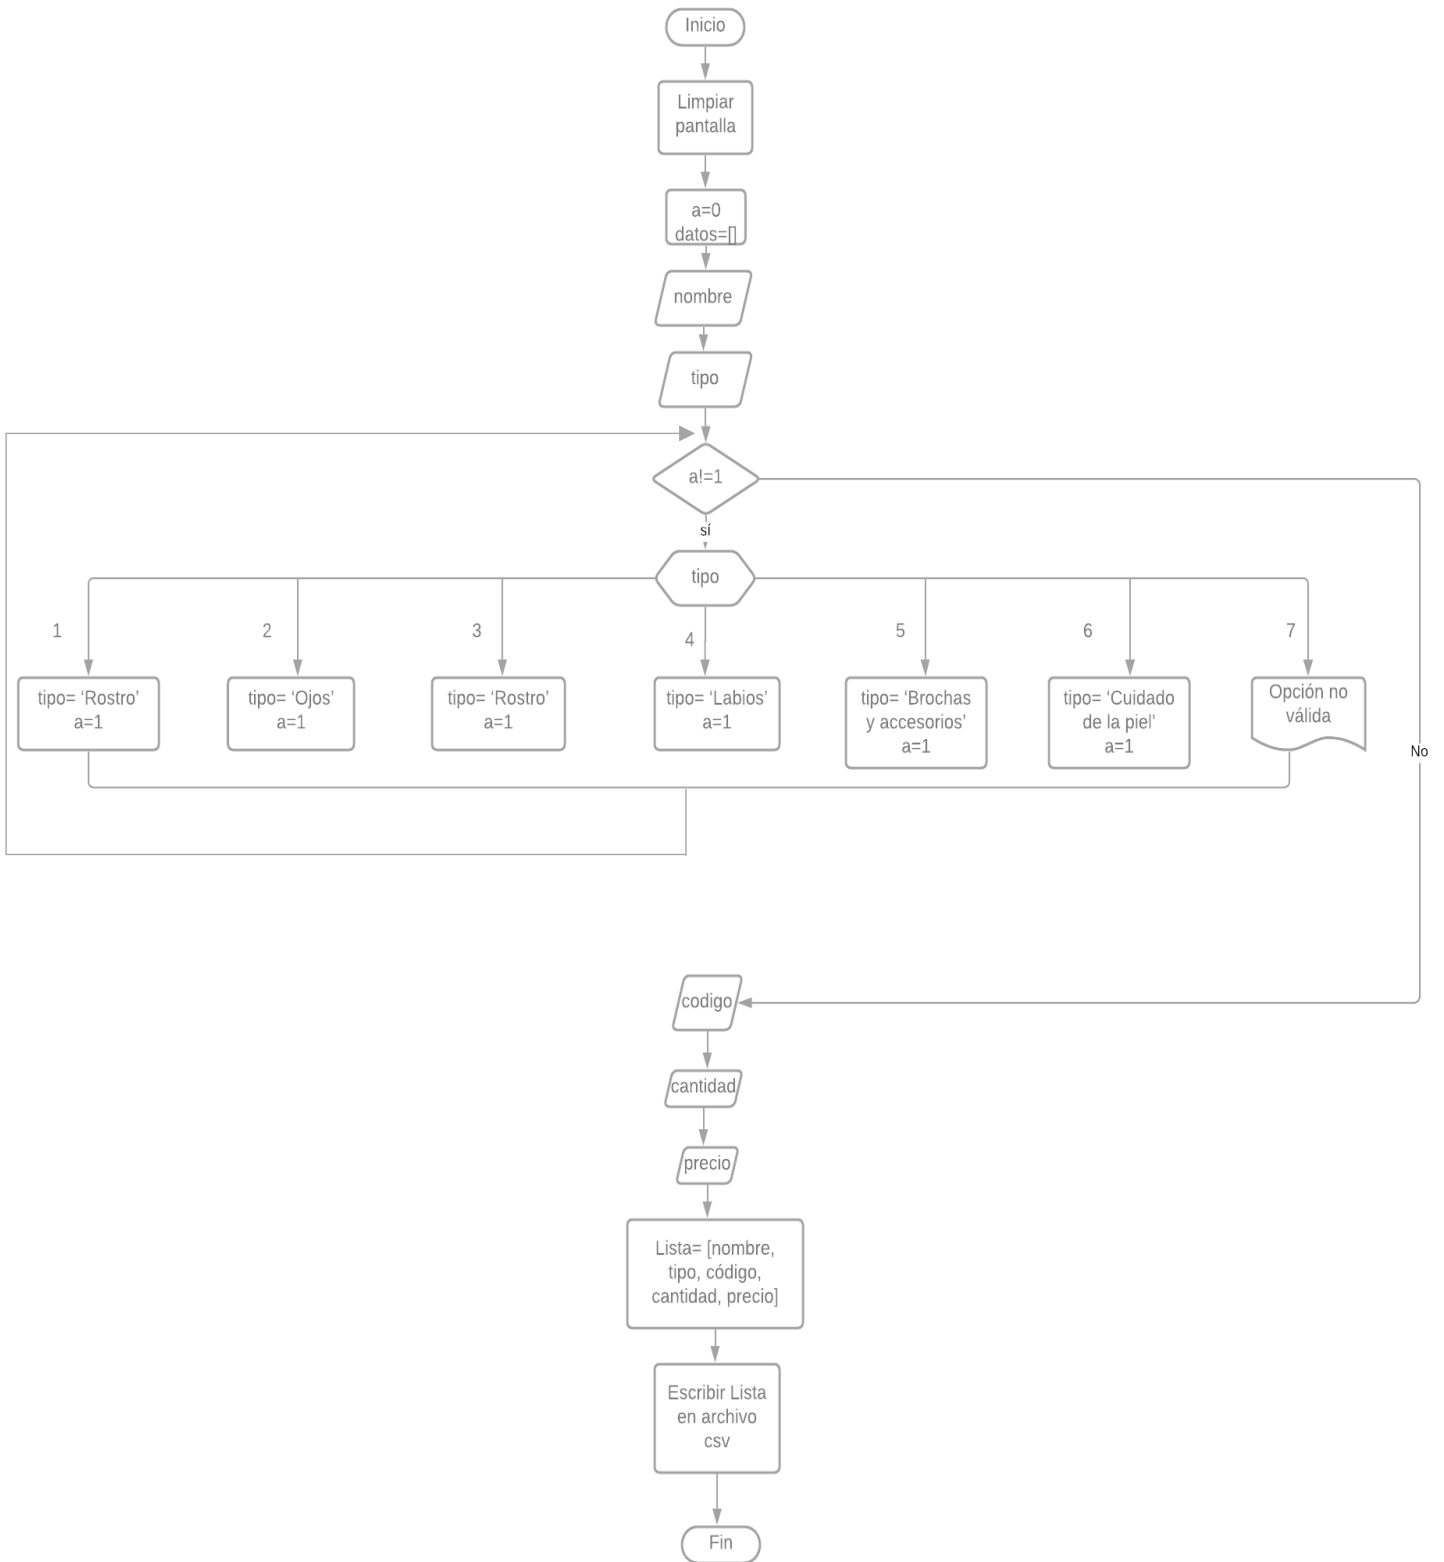 Inicio
Limpiar
pantalla
a=0
datos=[]
nombre
tipo
a!=1
sí
tipo
1
2
3
4
5
6
7
tipo= ‘Rostro’
a=1
tipo= ‘Ojos’
a=1
tipo= ‘Rostro’
a=1
tipo= ‘Labios’
a=1
tipo= ‘Brochas
y accesorios’
a=1
tipo= ‘Cuidado
de la piel’
a=1
Opción no
válida
No
codigo
cantidad
precio
Lista= [nombre,
tipo, código,
cantidad, precio]
Escribir Lista
en archivo
csv
Fin